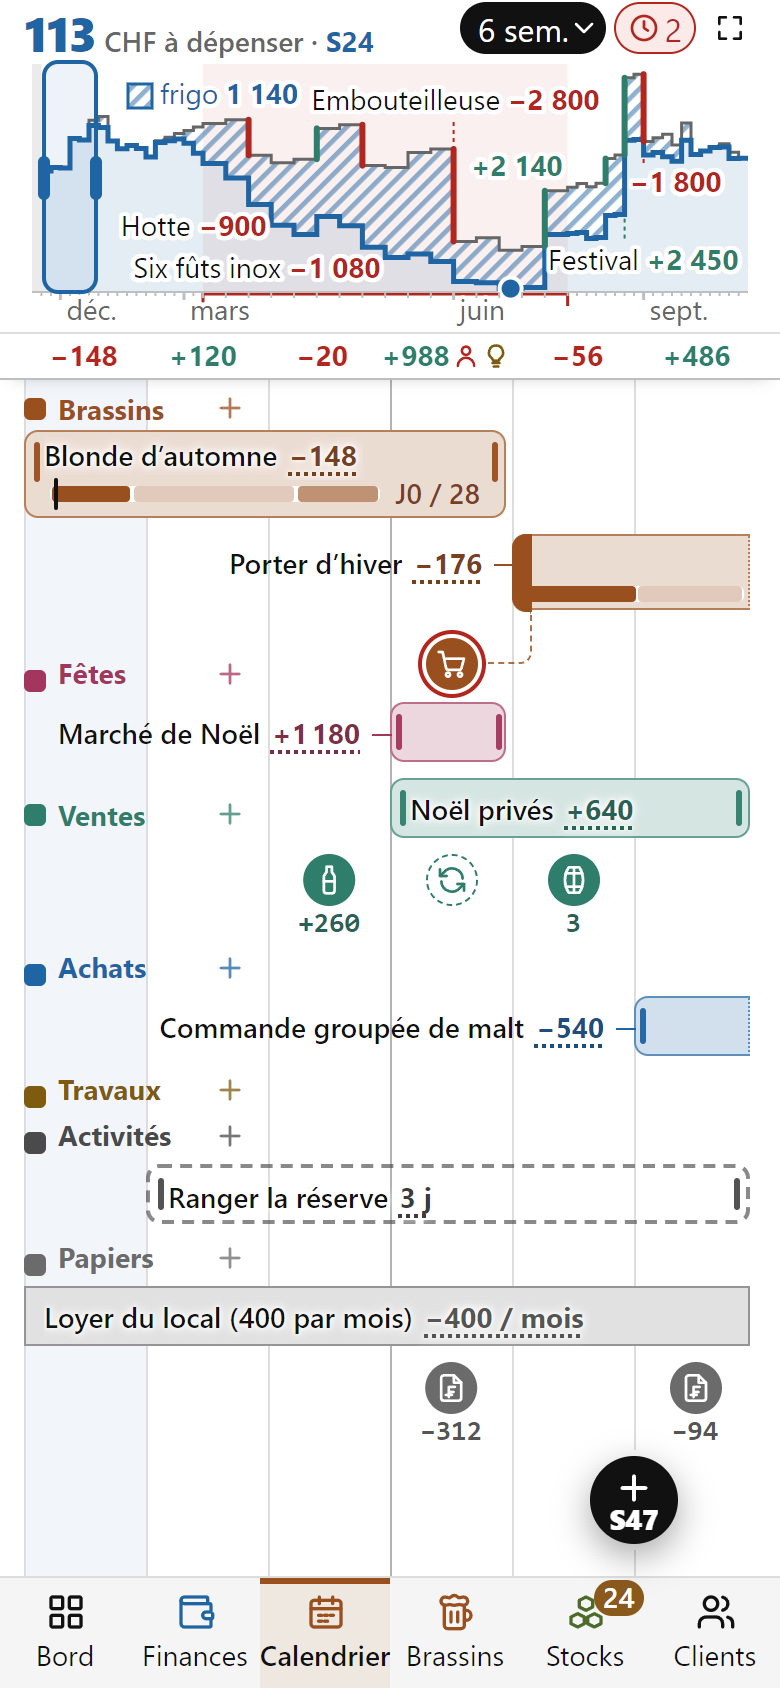 113 CHF à dépenser · S24
6 sem.
2
frigo 1 140
Embouteilleuse −2 800
+2 140
−1 800
Hotte −900
Six fûts inox −1 080
Festival +2 450
déc. mars juin sept.
−148 +120 −20 +988 −56 +486
Brassins +
Blonde d’automne −148
J0 / 28
Porter d’hiver −176
Fêtes +
Marché de Noël +1 180
Ventes +
Noël privés +640
+260 3
Achats +
Commande groupée de malt −540
Travaux +
Activités +
Ranger la réserve 3 j
Papiers +
Loyer du local (400 par mois) −400 / mois
−312 −94
+
S47
24
Bord Finances Calendrier Brassins Stocks Clients